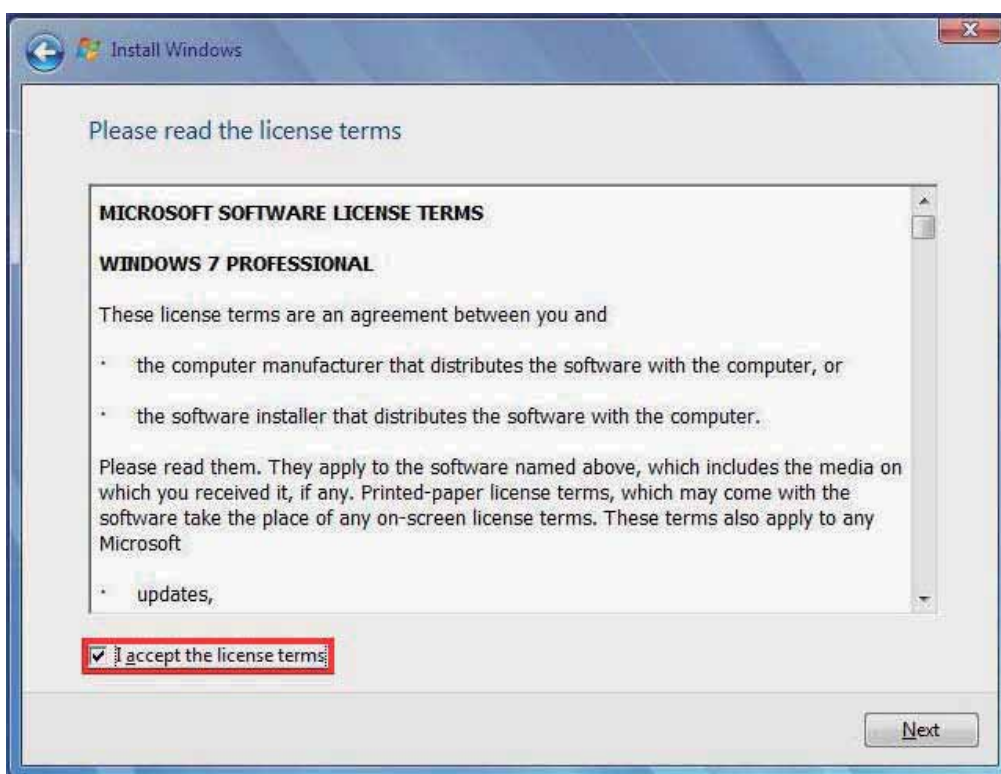 Install Windows
Please read the license terms
MICROSOFT SOFTWARE LICENSE TERMS
WINDOWS 7 PROFESSIONAL
These license terms are an agreement between you and
· the computer manufacturer that distributes the software with the computer, or
· the software installer that distributes the software with the computer.
Please read them. They apply to the software named above, which includes the media on
which you received it, if any. Printed-paper license terms, which may come with the
software take the place of any on-screen license terms. These terms also apply to any
Microsoft
· updates,
I accept the license terms
Next